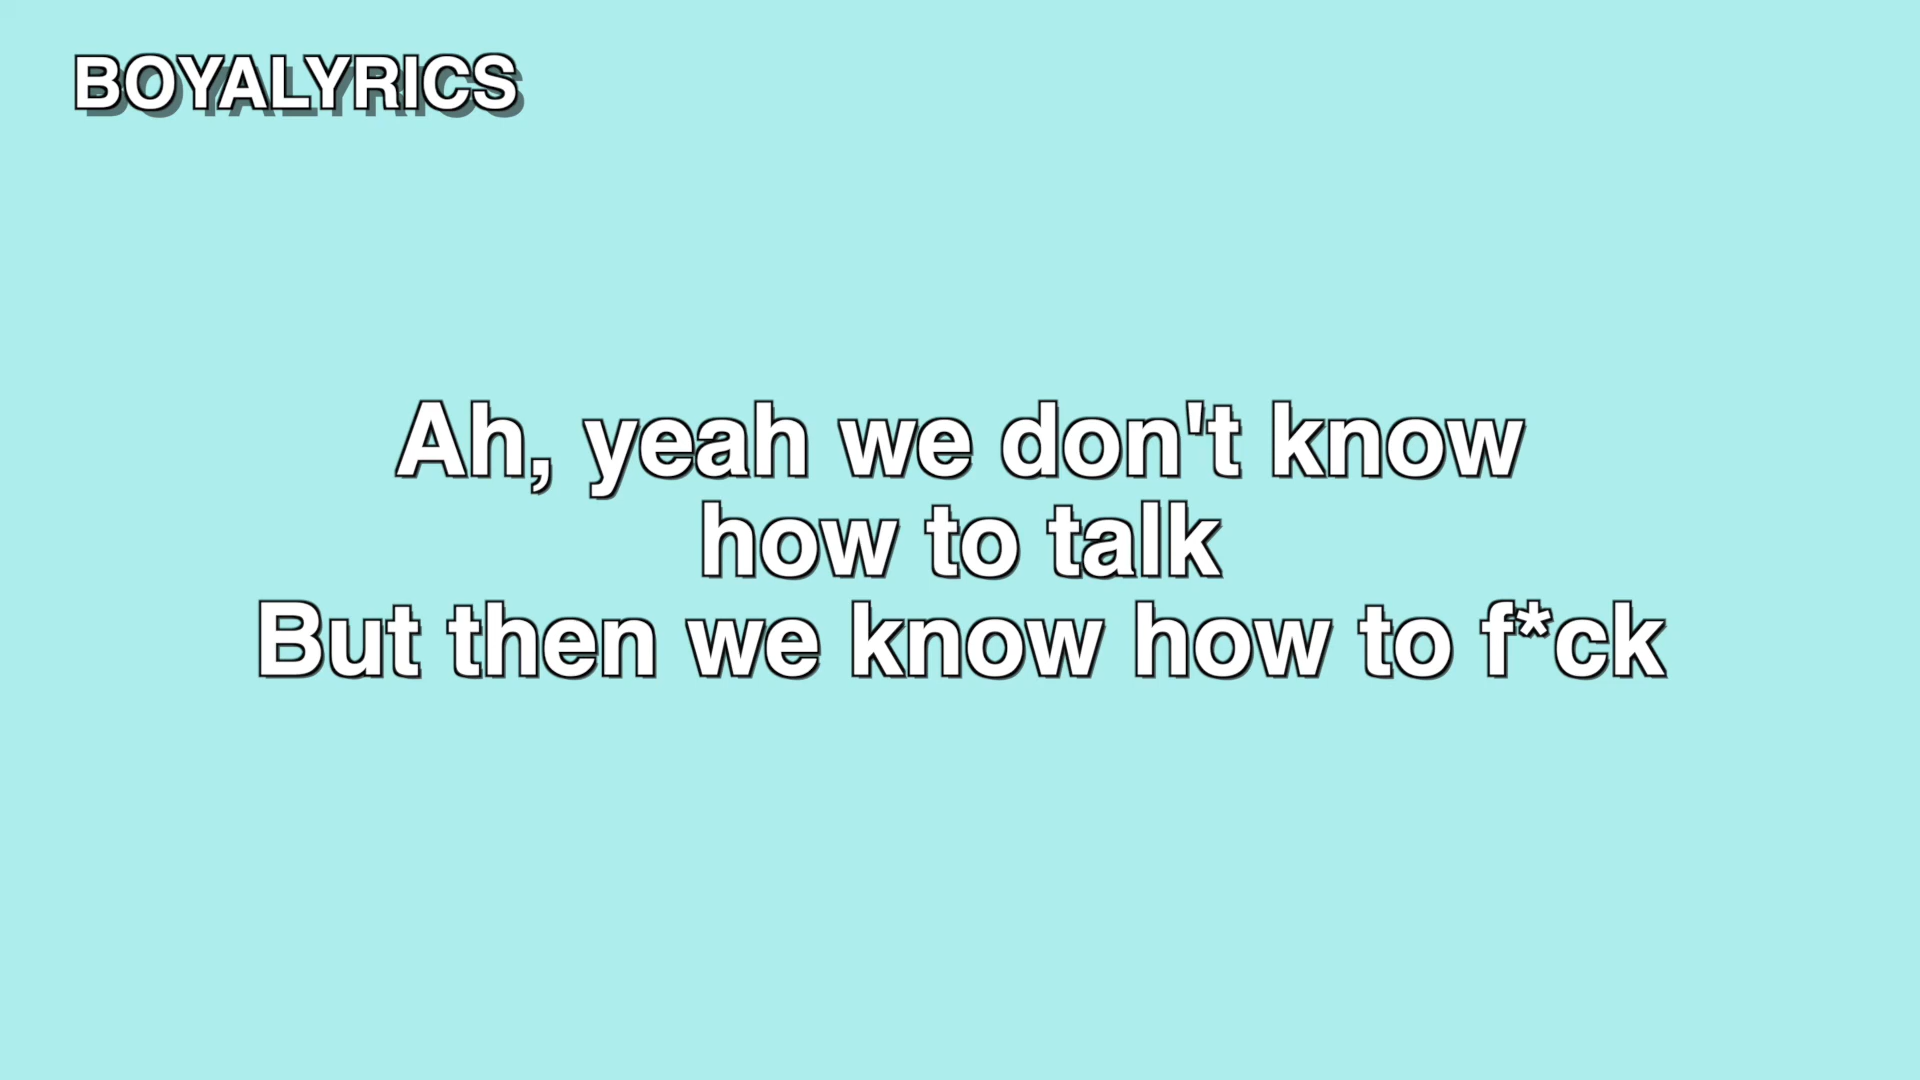 BOYALYRICS
Ah, yeah we don't know
how to talk
But then we know how to f*ck